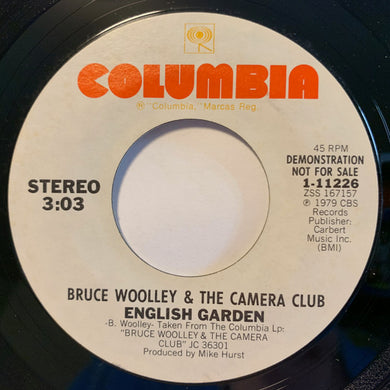 COLUMBIA
® "Columbia," Marcas Reg.
STEREO
3:03
45 RPM
DEMONSTRATION
NOT FOR SALE
1-11226
ZSS 167157
℗ 1979 CBS
Records
Publisher:
Carbert
Music Inc.
(BMI)
BRUCE WOOLLEY & THE CAMERA CLUB
ENGLISH GARDEN
-B. Woolley- Taken From The Columbia Lp:
"BRUCE WOOLLEY & THE CAMERA
CLUB" JC 36301
Produced by Mike Hurst